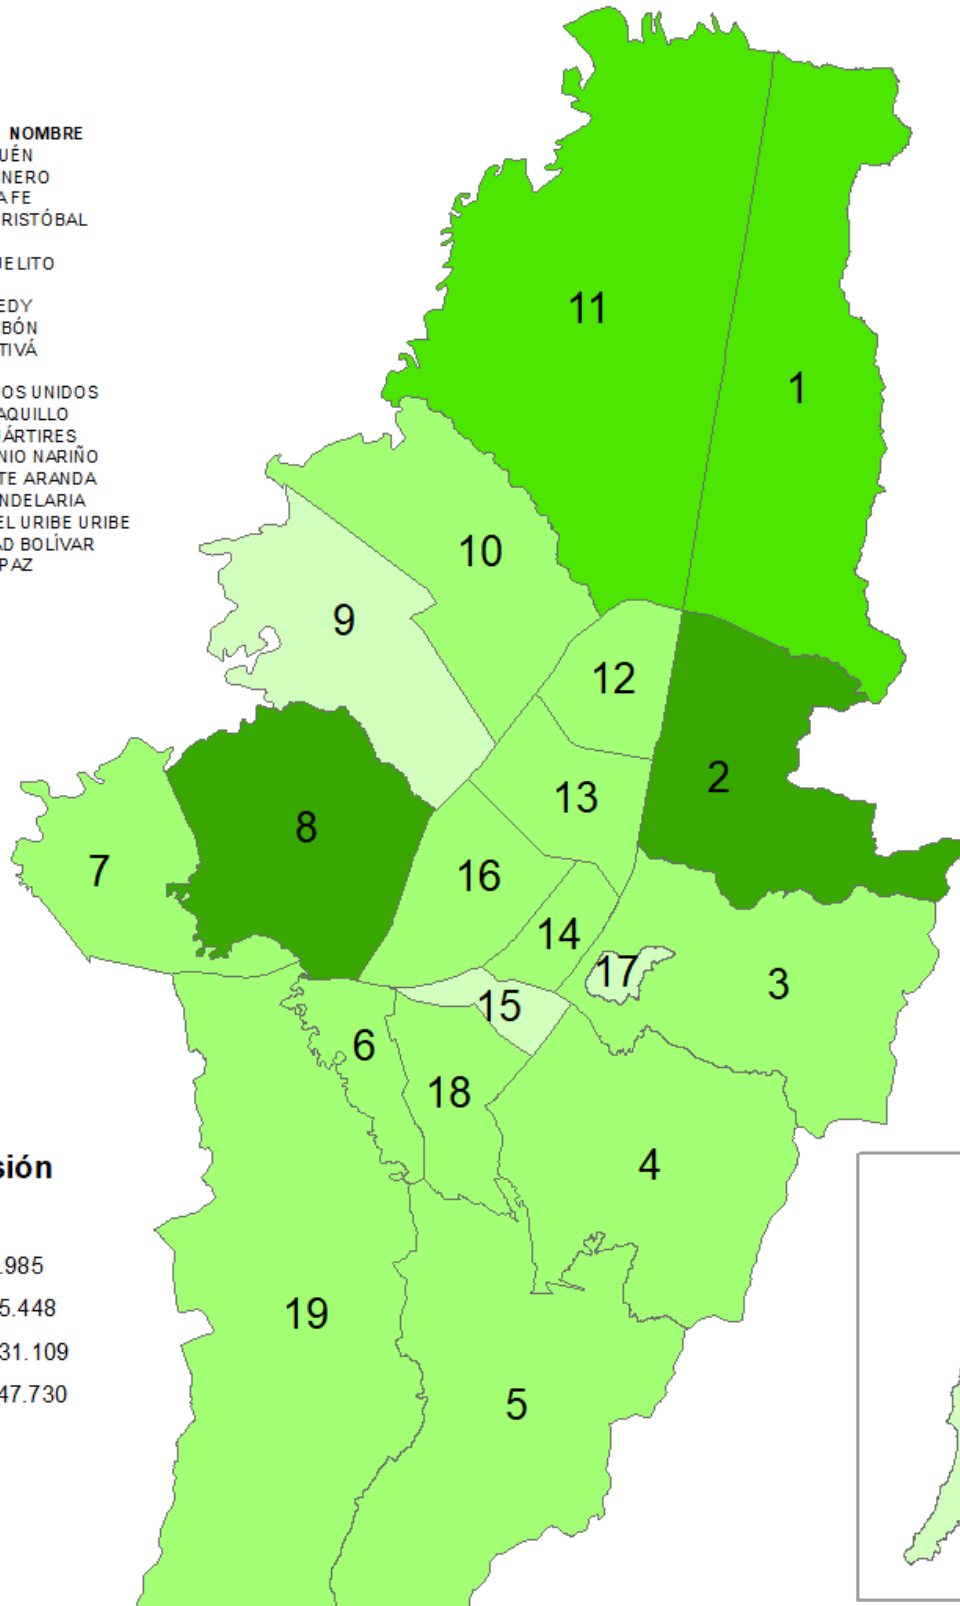 NOMBRE
UÉN
NERO
A FE
RISTÓBAL
JELITO
EDY
BÓN
TIVÁ
OS UNIDOS
AQUILLO
MÁRTIRES
NIO NARIÑO
TE ARANDA
NDELARIA
EL URIBE URIBE
AD BOLÍVAR
PAZ
11
1
10
9
12
2
13
8
7
16
14
17
3
15
6
18
4
sión
.985
5.448
19
31.109
47.730
5